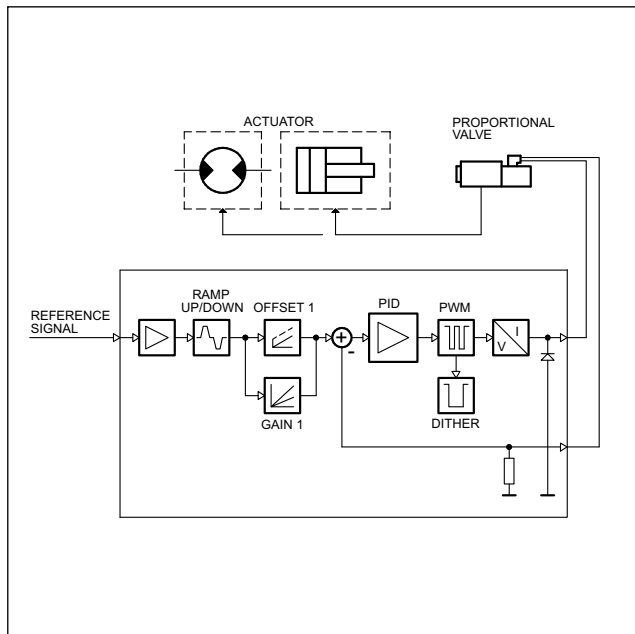 ACTUATOR
PROPORTIONAL
VALVE
REFERENCE
SIGNAL
RAMP
UP/DOWN
OFFSET 1
PID
PWM
I
V
+
-
GAIN 1
DITHER